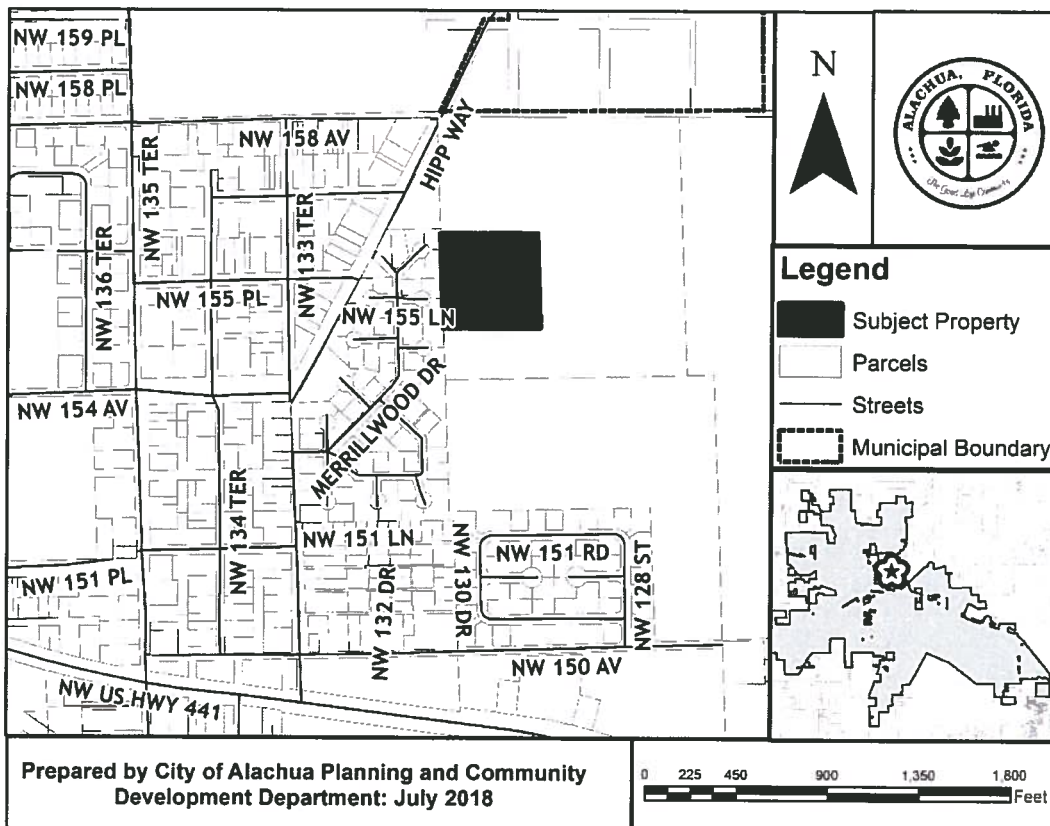 NW 159 PL
NW 158 PL
NW 158 AV
HIPP WAY
NW 135 TER
NW 136 TER
NW 133 TER
NW 155 PL
NW 155 LN
NW 154 AV
MERRILLWOOD DR
NW 134 TER
NW 151 LN
NW 151 PL
NW 132 DR
NW 130 DR
NW 151 RD
NW 128 ST
NW 150 AV
NW US HWY 441
N
ALACHUA, FLORIDA
The Good Life Community
Legend
Subject Property
Parcels
Streets
Municipal Boundary
Prepared by City of Alachua Planning and Community
Development Department: July 2018
0 225 450 900 1,350 1,800
Feet